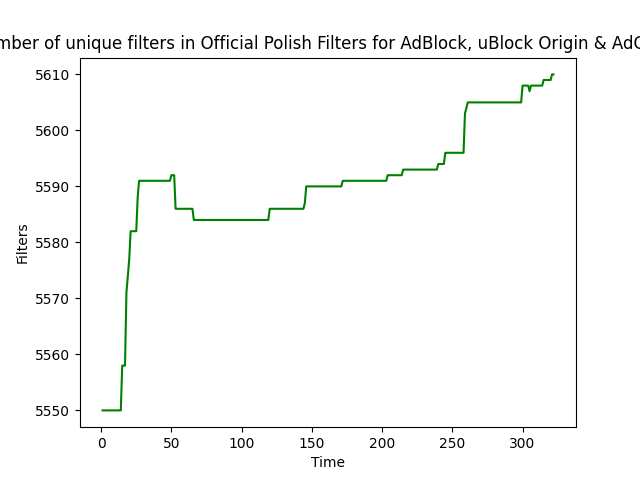 mber of unique filters in Official Polish Filters for AdBlock, uBlock Origin & AdG
5610
5600
5590
5580
5570
5560
5550
Filters
0 50 100 150 200 250 300
Time